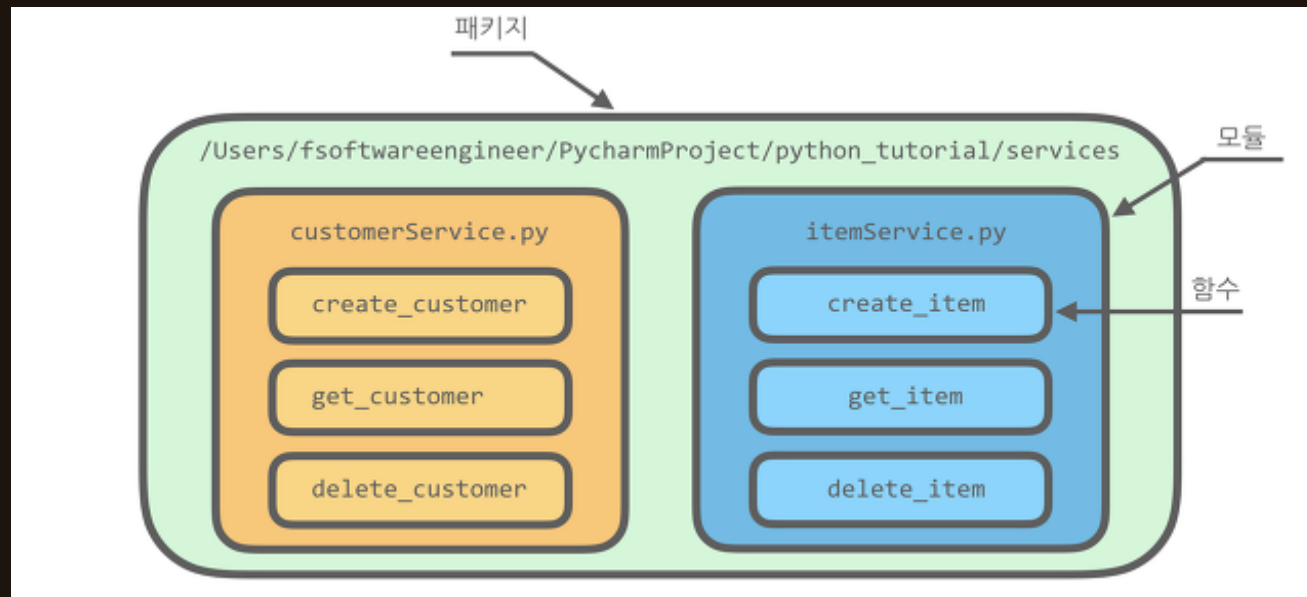 패키지
/Users/fsoftwareengineer/PycharmProject/python_tutorial/services
모듈
customerService.py
create_customer
get_customer
delete_customer
itemService.py
create_item
함수
get_item
delete_item